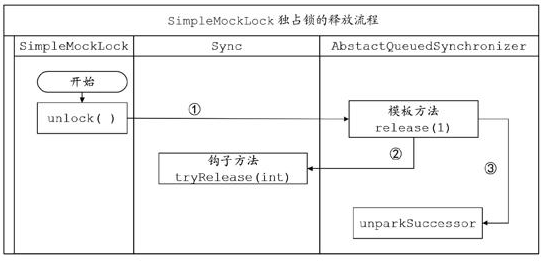 SimpleMockLock 独占锁的释放流程
SimpleMockLock
Sync
AbstactQueuedSynchronizer
开始
unlock( )
①
模板方法
release(1)
②
钩子方法
tryRelease(int)
③
unparkSuccessor